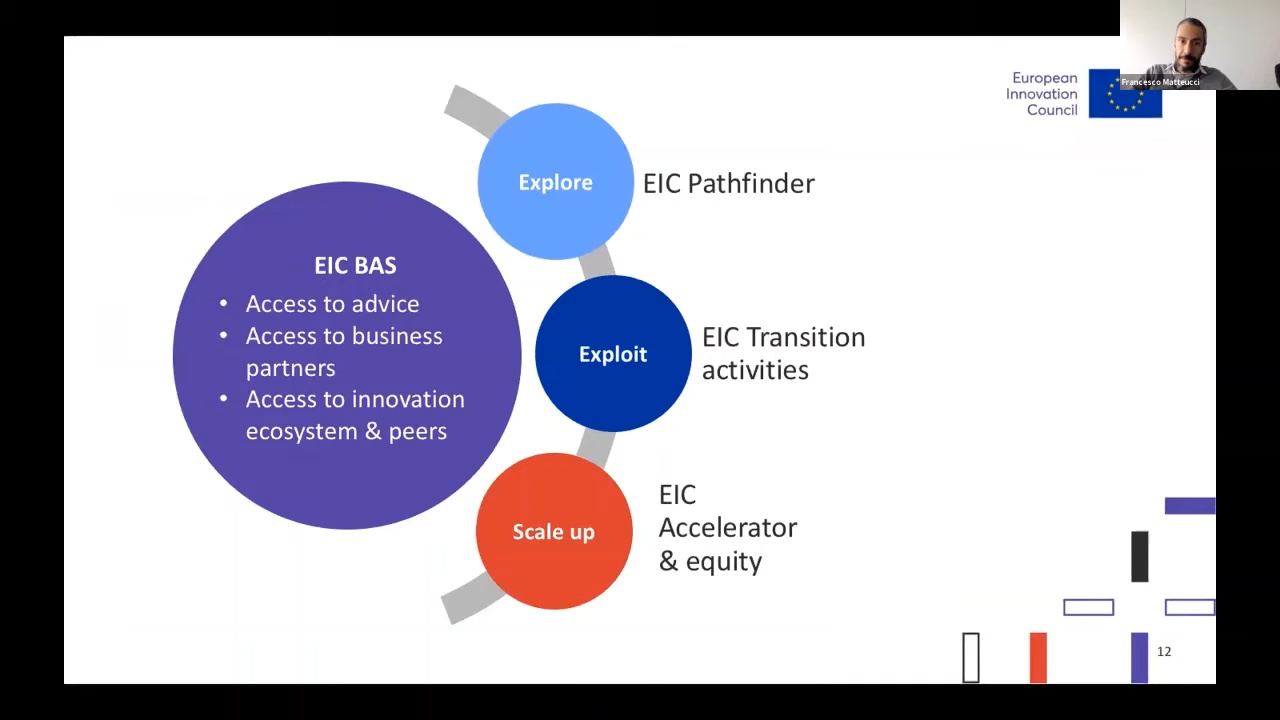 Francesco Matteucci
European
Innovation
Council
Explore
EIC Pathfinder
EIC BAS
• Access to advice
• Access to business
partners
• Access to innovation
ecosystem & peers
Exploit
EIC Transition
activities
Scale up
EIC
Accelerator
& equity
12